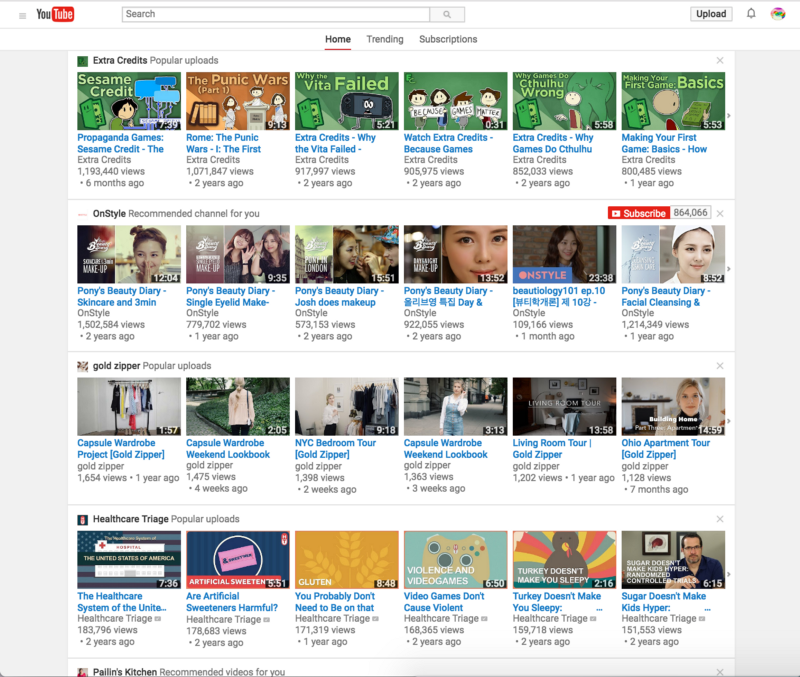 YouTube
Search
Upload
Home Trending Subscriptions
Extra Credits Popular uploads
Sesame Credit
7:39
The Punic Wars (Part 1)
9:13
Why the Vita Failed
5:21
BECAUSE GAMES MATTER
0:31
Why Games Do Cthulhu Wrong
5:58
Making Your First Game: Basics
5:53
Propaganda Games: Sesame Credit - The
Extra Credits
1,193,440 views
• 6 months ago
Rome: The Punic Wars - I: The First
Extra Credits
1,071,847 views
• 2 years ago
Extra Credits - Why the Vita Failed -
Extra Credits
917,997 views
• 2 years ago
Watch Extra Credits - Because Games
Extra Credits
905,975 views
• 2 years ago
Extra Credits - Why Games Do Cthulhu
Extra Credits
852,033 views
• 2 years ago
Making Your First Game: Basics - How
Extra Credits
800,485 views
• 1 year ago
OnStyle Recommended channel for you
Subscribe 864,066
MAKE-UP
12:04
MAKE-UP
9:35
PONY IN LONDON
15:51
DAY&NIGHT MAKE-UP
13:52
ONSTYLE
23:38
8:52
Pony's Beauty Diary - Skincare and 3min
OnStyle
1,502,584 views
• 2 years ago
Pony's Beauty Diary - Single Eyelid Make-
OnStyle
779,702 views
• 1 year ago
Pony's Beauty Diary - Josh does makeup
OnStyle
573,153 views
• 2 years ago
Pony's Beauty Diary - 올리브영 특집 Day &
OnStyle
922,055 views
• 2 years ago
beautiology101 ep.10 [뷰티학개론] 제 10강 -
OnStyle
109,166 views
• 1 month ago
Pony's Beauty Diary - Facial Cleansing &
OnStyle
1,214,349 views
• 1 year ago
gold zipper Popular uploads
1:57
2:05
9:18
3:13
LIVING ROOM TOUR
13:58
Building Home
Part Three: Apartment
14:59
Capsule Wardrobe Project [Gold Zipper]
gold zipper
1,654 views • 1 year ago
Capsule Wardrobe Weekend Lookbook
gold zipper
1,475 views
• 4 weeks ago
NYC Bedroom Tour [Gold Zipper]
gold zipper
1,398 views
• 2 weeks ago
Capsule Wardrobe Weekend Lookbook
gold zipper
1,363 views
• 3 weeks ago
Living Room Tour | Gold Zipper
gold zipper
1,202 views • 1 year ago
Ohio Apartment Tour [Gold Zipper]
gold zipper
1,128 views
• 7 months ago
Healthcare Triage Popular uploads
The Healthcare System of
HOSPITAL
THE UNITED STATES OF AMERICA
7:36
ARTIFICIAL SWEETENERS
5:51
GLUTEN
8:48
VIOLENCE AND VIDEOGAMES
6:50
TURKEY DOESN'T MAKE YOU SLEEPY
2:16
SUGAR DOESN'T MAKE KIDS HYPER: RANDOMIZED CONTROLLED TRIALS
6:15
The Healthcare System of the Unite...
Healthcare Triage
183,796 views
• 2 years ago
Are Artificial Sweeteners Harmful?
Healthcare Triage
178,683 views
• 2 years ago
You Probably Don't Need to Be on that
Healthcare Triage
171,319 views
• 1 year ago
Video Games Don't Cause Violent
Healthcare Triage
168,365 views
• 2 years ago
Turkey Doesn't Make You Sleepy: ...
Healthcare Triage
159,718 views
• 2 years ago
Sugar Doesn't Make Kids Hyper: ...
Healthcare Triage
151,553 views
• 2 years ago
Pailin's Kitchen Recommended videos for you